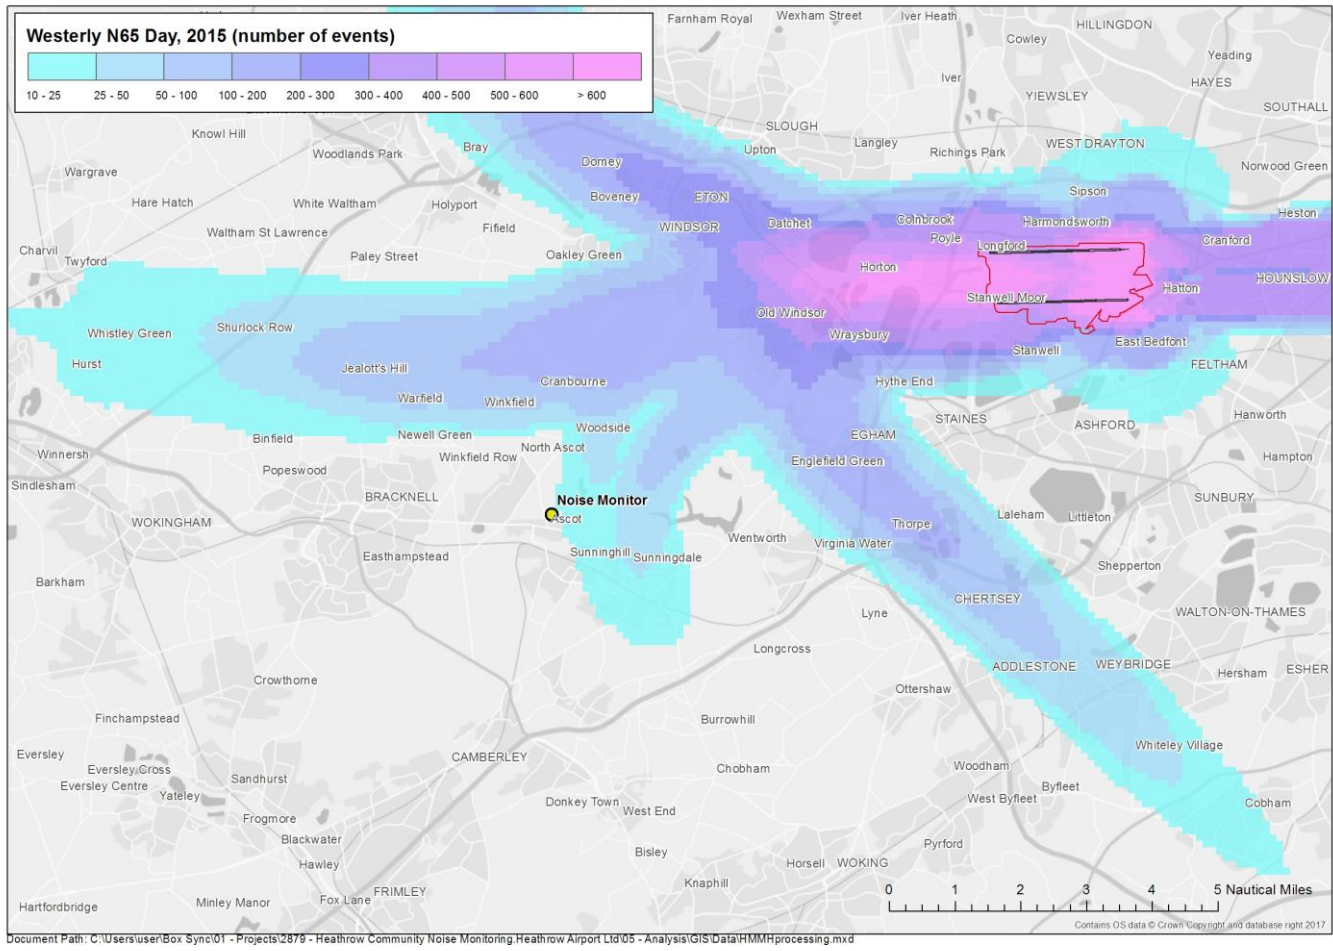 Westerly N65 Day, 2015 (number of events)
10 - 25 25 - 50 50 - 100 100 - 200 200 - 300 300 - 400 400 - 500 500 - 600 > 600
Farnham Royal
Wexham Street
Iver Heath
HILLINGDON
Cowley
Yeading
Iver
HAYES
YIEWSLEY
SOUTHALL
Knowl Hill
SLOUGH
Woodlands Park
Bray
Upton
Langley
Richings Park
WEST DRAYTON
Wargrave
Dorney
Norwood Green
Hare Hatch
White Waltham
Holyport
Boveney
ETON
Sipson
Waltham St Lawrence
Fifield
WINDSOR
Datchet
Colnbrook
Harmondsworth
Heston
Charvil
Twyford
Paley Street
Oakley Green
Poyle
Longford
Cranford
Horton
HOUNSLOW
Stanwell Moor
Hatton
Whistley Green
Shurlock Row
Old Windsor
Wraysbury
East Bedfont
Hurst
Jealott's Hill
Stanwell
FELTHAM
Cranbourne
Hythe End
Warfield
Winkfield
STAINES
Hanworth
Binfield
Newell Green
Woodside
EGHAM
ASHFORD
Winnersh
Winkfield Row
North Ascot
Englefield Green
Hampton
Popeswood
Sindlesham
BRACKNELL
Noise Monitor
SUNBURY
WOKINGHAM
Ascot
Thorpe
Laleham
Littleton
Easthampstead
Sunninghill
Sunningdale
Wentworth
Virginia Water
Barkham
Shepperton
CHERTSEY
WALTON-ON-THAMES
Lyne
Longcross
ADDLESTONE
WEYBRIDGE
Hersham
ESHER
Crowthorne
Ottershaw
Finchampstead
Burrowhill
Eversley
CAMBERLEY
Whiteley Village
Eversley Cross
Chobham
Woodham
Eversley Centre
Sandhurst
Byfleet
Yateley
Donkey Town
West End
West Byfleet
Cobham
Frogmore
Blackwater
Bisley
Pyrford
Hawley
Horsell
WOKING
Knaphill
FRIMLEY
Fox Lane
Minley Manor
Hartfordbridge
0 1 2 3 4 5 Nautical Miles
Contains OS data © Crown Copyright and database right 2017
Document Path: C:\Users\user\Box Sync\01 - Projects\2879 - Heathrow Community Noise Monitoring.Heathrow Airport Ltd\05 - Analysis\GIS\Data\HMMHprocessing.mxd